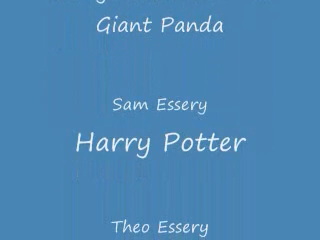 Giant Panda
Sam Essery
Harry Potter
Theo Essery